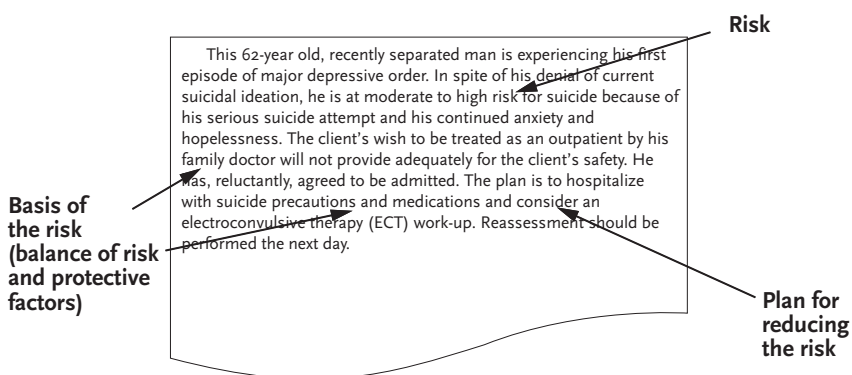 Risk
This 62-year old, recently separated man is experiencing his first
episode of major depressive order. In spite of his denial of current
suicidal ideation, he is at moderate to high risk for suicide because of
his serious suicide attempt and his continued anxiety and
hopelessness. The client's wish to be treated as an outpatient by his
family doctor will not provide adequately for the client's safety. He
has, reluctantly, agreed to be admitted. The plan is to hospitalize
with suicide precautions and medications and consider an
electroconvulsive therapy (ECT) work-up. Reassessment should be
performed the next day.
Basis of
the risk
(balance of risk
and protective
factors)
Plan for
reducing
the risk